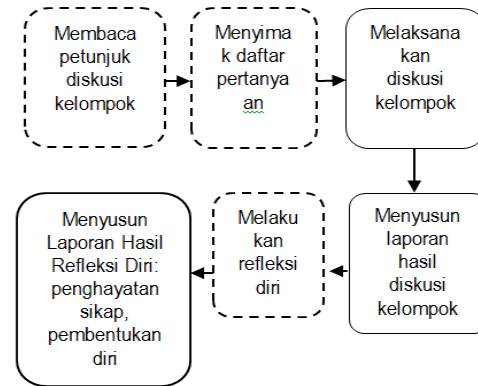 Membaca
petunjuk
diskusi
kelompok
Menyima
k daftar
pertanya
an
Melaksana
kan
diskusi
kelompok
Menyusun
laporan
hasil
diskusi
kelompok
Melaku
kan
refleksi
diri
Menyusun
Laporan Hasil
Refleksi Diri:
penghayatan
sikap,
pembentukan
diri